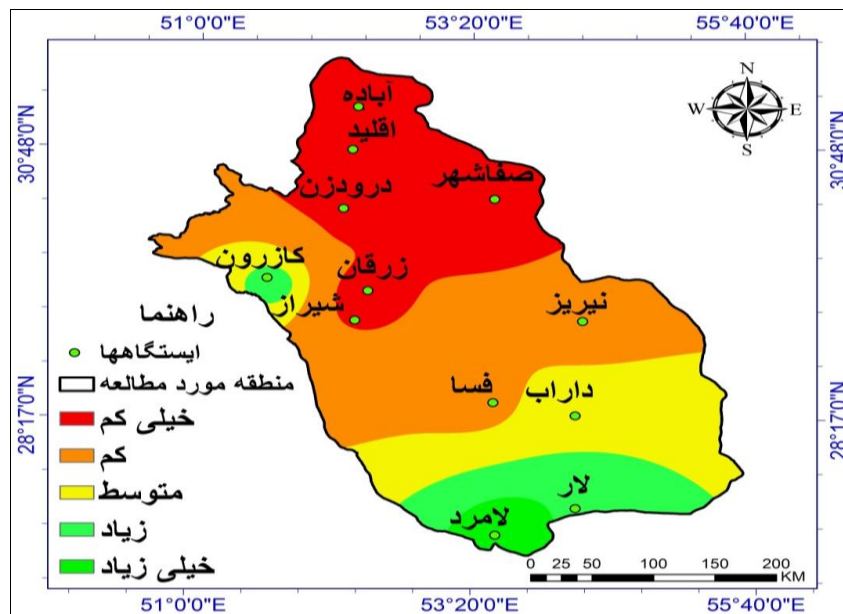 51°0'0"E 53°20'0"E 55°40'0"E
30°48'0"N
28°17'0"N
30°48'0"N
28°17'0"N
N
W E
S
آباده
اقلید
صفاشهر
درودزن
کازرون
زرقان
شیراز
نیریز
فسا
داراب
لار
لامرد
راهنما
ایستگاهها
منطقه مورد مطالعه
خیلی کم
کم
متوسط
زیاد
خیلی زیاد
0 25 50 100 150 200
KM
51°0'0"E 53°20'0"E 55°40'0"E